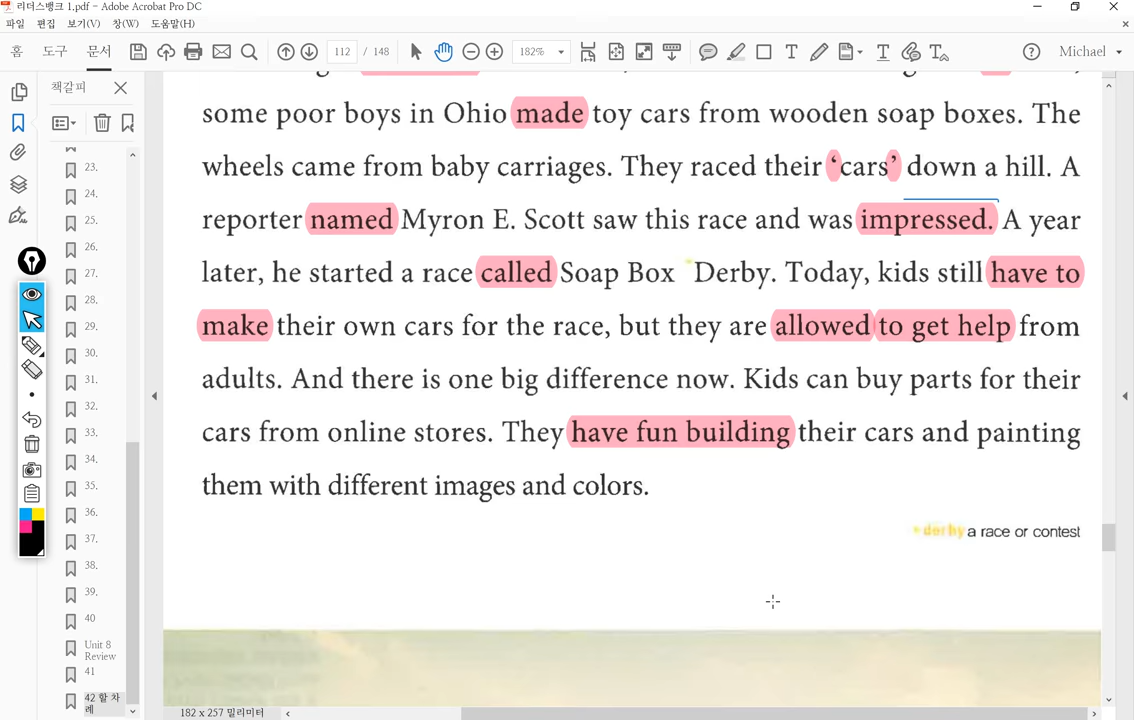 리더스뱅크 1.pdf - Adobe Acrobat Pro DC
파일 편집 보기(V) 창(W) 도움말(H)
홈 도구 문서 112 / 148 182% Michael
책갈피
23.
24.
25.
26.
27.
28.
29.
30.
31.
32.
33.
34.
35.
36.
37.
38.
39.
40
Unit 8
Review
41
42 할 차
례
some poor boys in Ohio made toy cars from wooden soap boxes. The
wheels came from baby carriages. They raced their ‘cars’ down a hill. A
reporter named Myron E. Scott saw this race and was impressed. A year
later, he started a race called Soap Box *Derby. Today, kids still have to
make their own cars for the race, but they are allowed to get help from
adults. And there is one big difference now. Kids can buy parts for their
cars from online stores. They have fun building their cars and painting
them with different images and colors.
* derby a race or contest
182 x 257 밀리미터